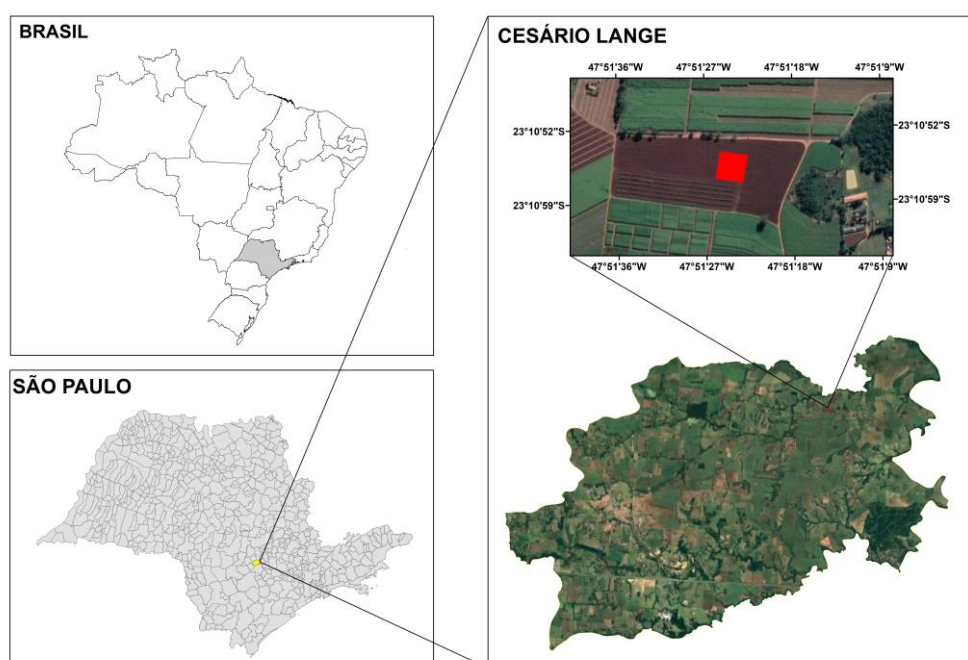 BRASIL
SÃO PAULO
CESÁRIO LANGE
47°51'36"W 47°51'27"W 47°51'18"W 47°51'9"W
23°10'52"S 23°10'52"S
23°10'59"S 23°10'59"S
47°51'36"W 47°51'27"W 47°51'18"W 47°51'9"W